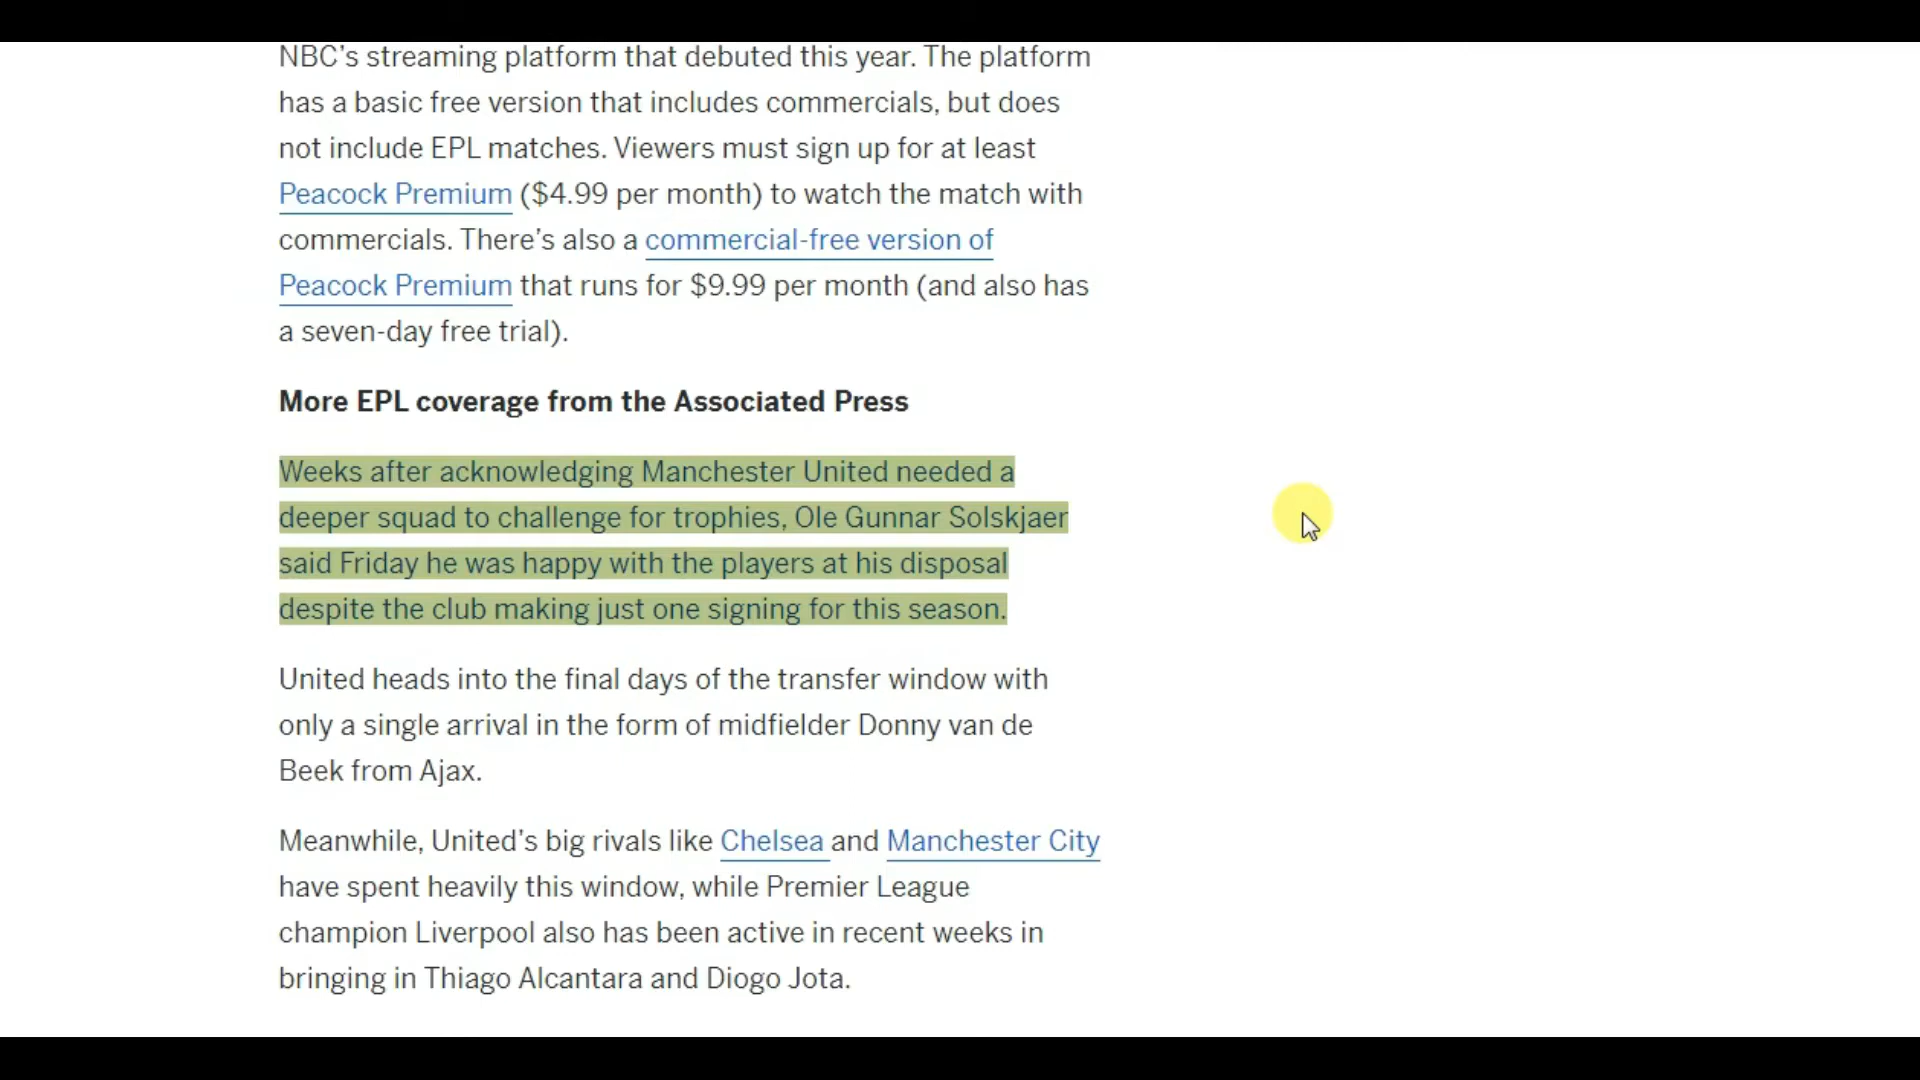 NBC’s streaming platform that debuted this year. The platform
has a basic free version that includes commercials, but does
not include EPL matches. Viewers must sign up for at least
Peacock Premium ($4.99 per month) to watch the match with
commercials. There’s also a commercial-free version of
Peacock Premium that runs for $9.99 per month (and also has
a seven-day free trial).
More EPL coverage from the Associated Press
Weeks after acknowledging Manchester United needed a
deeper squad to challenge for trophies, Ole Gunnar Solskjaer
said Friday he was happy with the players at his disposal
despite the club making just one signing for this season.
United heads into the final days of the transfer window with
only a single arrival in the form of midfielder Donny van de
Beek from Ajax.
Meanwhile, United’s big rivals like Chelsea and Manchester City
have spent heavily this window, while Premier League
champion Liverpool also has been active in recent weeks in
bringing in Thiago Alcantara and Diogo Jota.